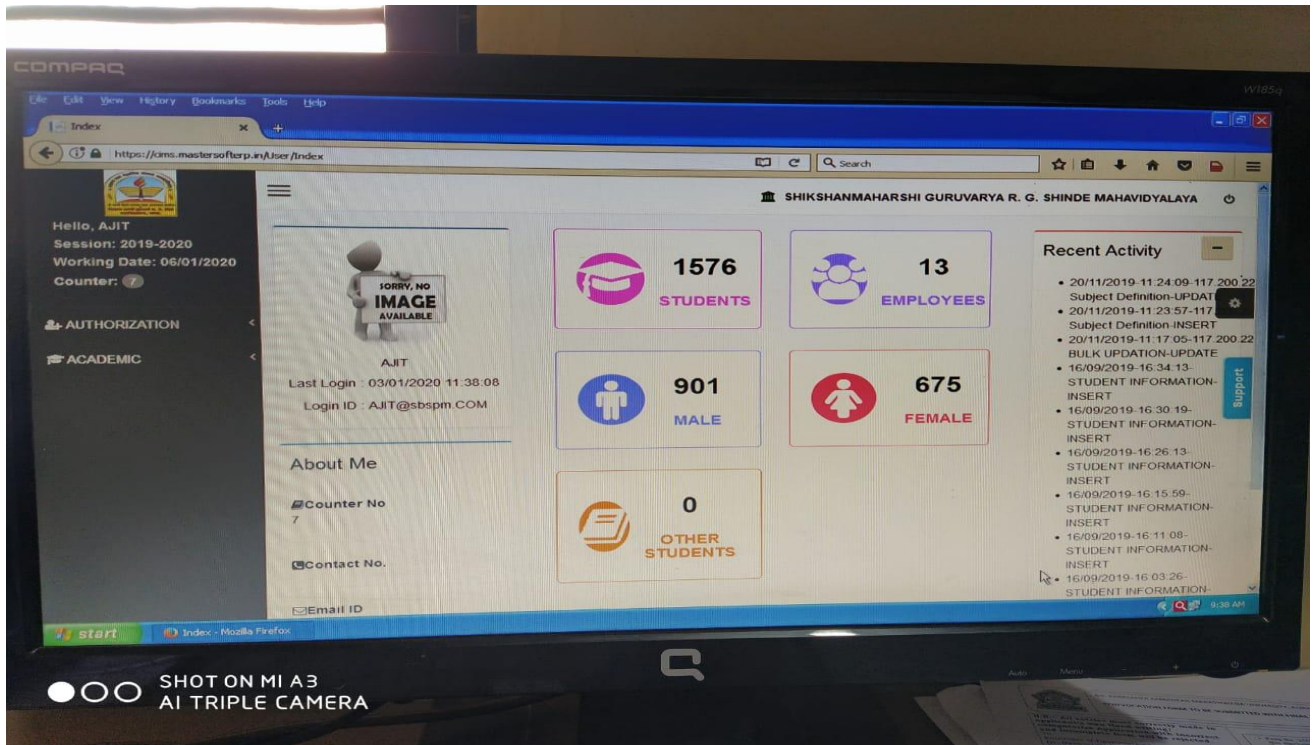 COMPAQ
W185q
File Edit View History Bookmarks Tools Help
Index
https://cims.mastersofterp.in/User/Index
Search
SHIKSHANMAHARSHI GURUVARYA R. G. SHINDE MAHAVIDYALAYA
Hello, AJIT
Session: 2019-2020
Working Date: 06/01/2020
Counter: 7
AUTHORIZATION
ACADEMIC
SORRY, NO
IMAGE
AVAILABLE
AJIT
Last Login : 03/01/2020 11:38:08
Login ID : AJIT@sbspm.COM
About Me
Counter No
7
Contact No.
Email ID
1576
STUDENTS
13
EMPLOYEES
901
MALE
675
FEMALE
0
OTHER
STUDENTS
Recent Activity
20/11/2019-11:24:09-117.200.22
Subject Definition-UPDAT
20/11/2019-11:23:57-117.
Subject Definition-INSERT
20/11/2019-11:17:05-117.200.22
BULK UPDATION-UPDATE
16/09/2019-16:34:13-
STUDENT INFORMATION-
INSERT
16/09/2019-16:30:19-
STUDENT INFORMATION-
INSERT
16/09/2019-16:26:13-
STUDENT INFORMATION-
INSERT
16/09/2019-16:15:59-
STUDENT INFORMATION-
INSERT
16/09/2019-16:11:08-
STUDENT INFORMATION-
INSERT
16/09/2019-16:03:26-
STUDENT INFORMATION-
Support
start
Index - Mozilla Firefox
9:38 AM
Auto Menu
SHOT ON MI A3
AI TRIPLE CAMERA